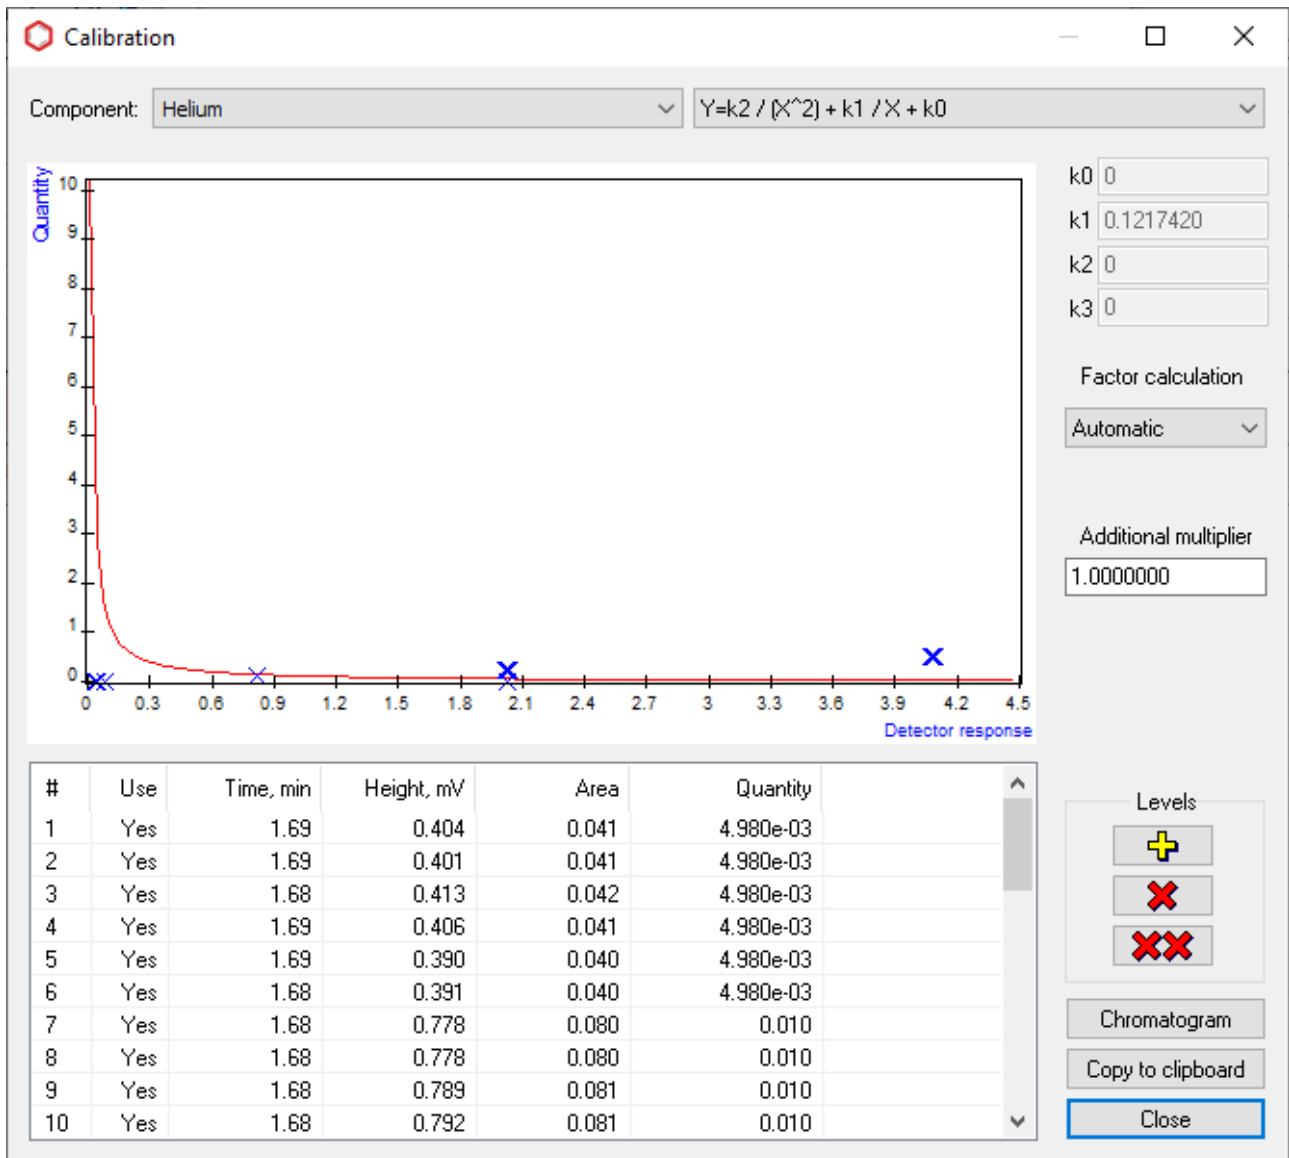 Calibration
Component: Helium Y=k2 / (X^2) + k1 / X + k0
Quantity
10
9
8
7
6
5
4
3
2
1
0
0 0.3 0.6 0.9 1.2 1.5 1.8 2.1 2.4 2.7 3 3.3 3.6 3.9 4.2 4.5
Detector response
k0 0
k1 0.1217420
k2 0
k3 0
Factor calculation
Automatic
Additional multiplier
1.0000000
# Use Time, min Height, mV Area Quantity
1 Yes 1.69 0.404 0.041 4.980e-03
2 Yes 1.69 0.401 0.041 4.980e-03
3 Yes 1.68 0.413 0.042 4.980e-03
4 Yes 1.69 0.406 0.041 4.980e-03
5 Yes 1.69 0.390 0.040 4.980e-03
6 Yes 1.68 0.391 0.040 4.980e-03
7 Yes 1.68 0.778 0.080 0.010
8 Yes 1.68 0.778 0.080 0.010
9 Yes 1.68 0.789 0.081 0.010
10 Yes 1.68 0.792 0.081 0.010
Levels
Chromatogram
Copy to clipboard
Close